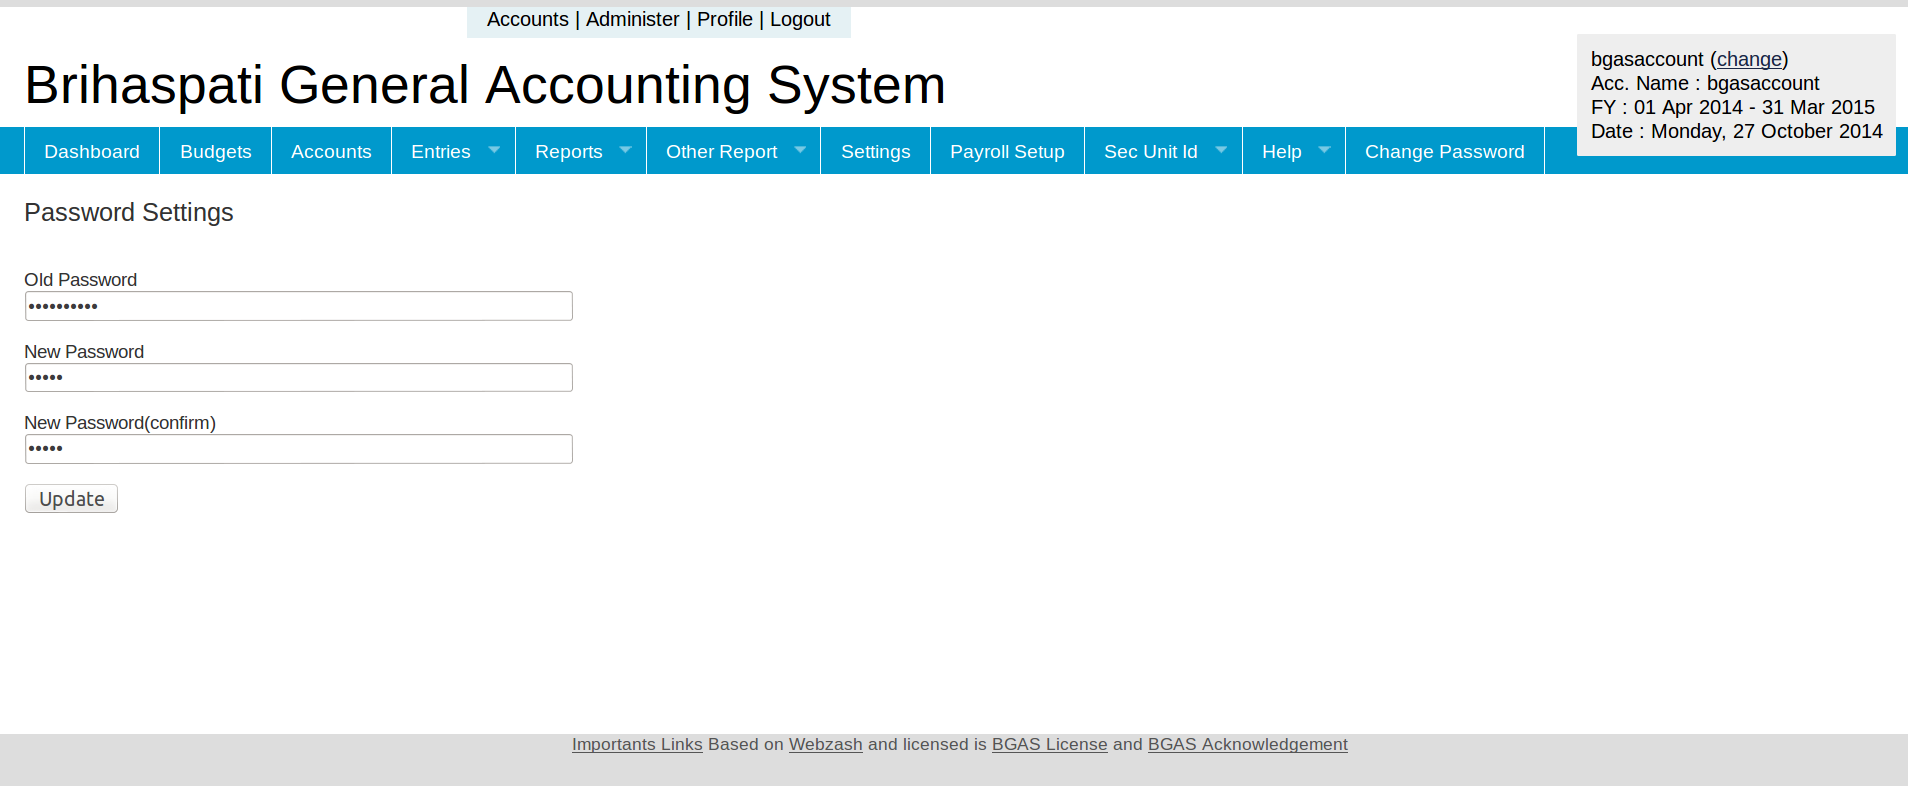 Accounts | Administer | Profile | Logout
Brihaspati General Accounting System
bgasaccount (change)
Acc. Name : bgasaccount
FY : 01 Apr 2014 - 31 Mar 2015
Date : Monday, 27 October 2014
Dashboard Budgets Accounts Entries Reports Other Report Settings Payroll Setup Sec Unit Id Help Change Password
Password Settings
Old Password
••••••••••
New Password
•••••
New Password(confirm)
•••••
Update
Importants Links Based on Webzash and licensed is BGAS License and BGAS Acknowledgement